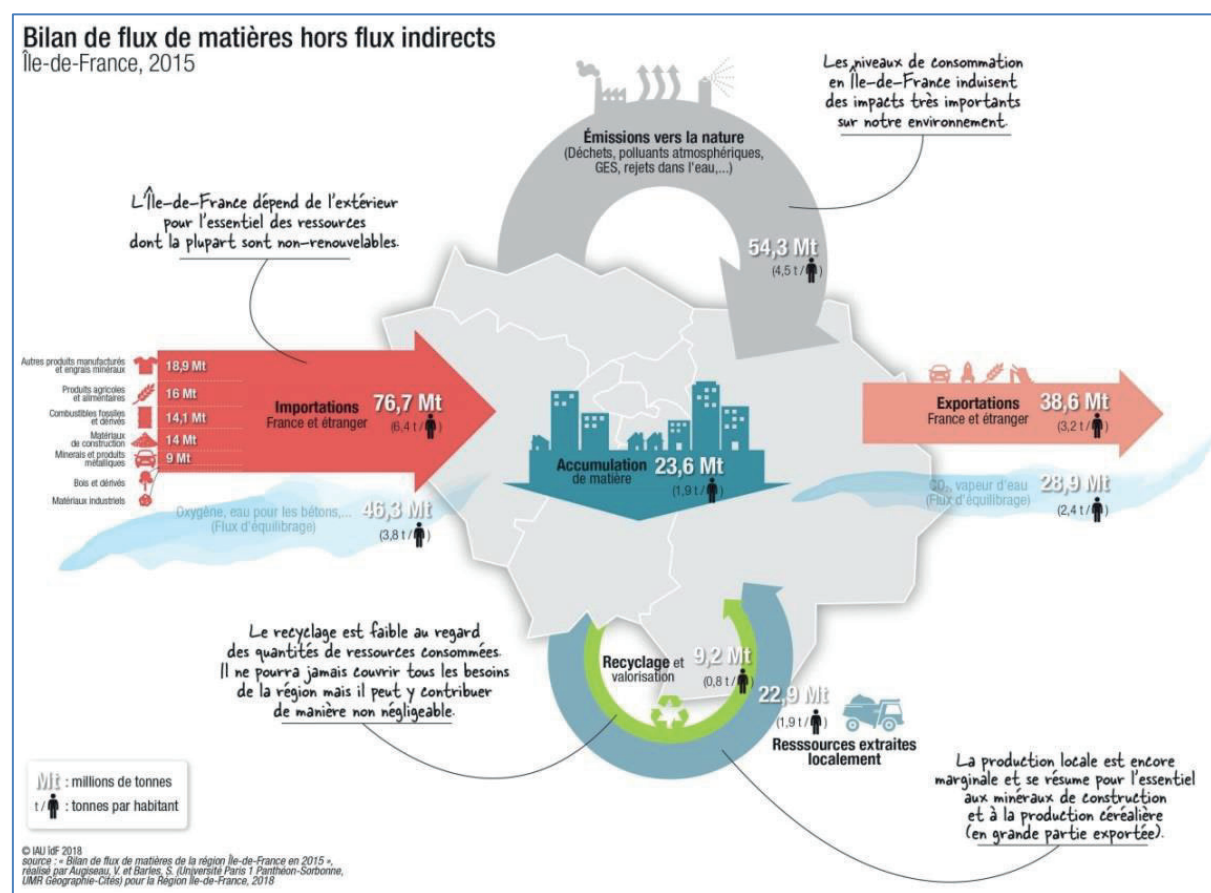 Bilan de flux de matières hors flux indirects
Île-de-France, 2015
Les niveaux de consommation
en Île-de-France induisent
des impacts très importants
sur notre environnement.
Émissions vers la nature
(Déchets, polluants atmosphériques,
GES, rejets dans l'eau,...)
54,3 Mt
(4,5 t / )
L'Île-de-France dépend de l'extérieur
pour l'essentiel des ressources
dont la plupart sont non-renouvelables.
Autres produits manufacturés
et engrais minéraux
18,9 Mt
Produits agricoles
et alimentaires
16 Mt
Combustibles fossiles
et dérivés
14,1 Mt
Matériaux
de construction
14 Mt
Minerais et produits
métalliques
9 Mt
Bois et dérivés
Matériaux industriels
Importations
France et étranger
76,7 Mt
(6,4 t / )
Oxygène, eau pour les bétons,...
(Flux d'équilibrage)
46,3 Mt
(3,8 t / )
Accumulation
de matière
23,6 Mt
(1,9 t / )
Exportations
France et étranger
38,6 Mt
(3,2 t / )
CO2, vapeur d'eau
(Flux d'équilibrage)
28,9 Mt
(2,4 t / )
Le recyclage est faible au regard
des quantités de ressources consommées.
Il ne pourra jamais couvrir tous les besoins
de la région mais il peut y contribuer
de manière non négligeable.
Recyclage et
valorisation
9,2 Mt
(0,8 t / )
22,9 Mt
(1,9 t / )
Resssources extraites
localement
La production locale est encore
marginale et se résume pour l'essentiel
aux minéraux de construction
et à la production céréalière
(en grande partie exportée).
Mt : millions de tonnes
t / : tonnes par habitant
© IAU îdF 2018
source : « Bilan de flux de matières de la région Île-de-France en 2015 »,
réalisé par Augiseau, V. et Barles, S. (Université Paris 1 Panthéon-Sorbonne,
UMR Géographie-Cités) pour la Région Île-de-France, 2018